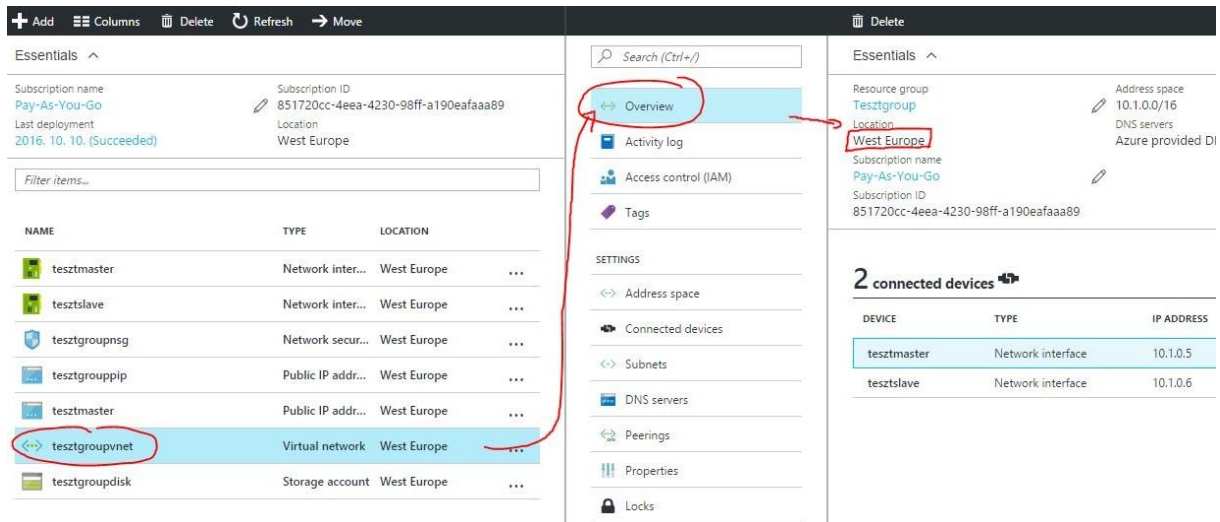 Add Columns Delete Refresh Move
Essentials
Subscription name Subscription ID
Pay-As-You-Go 851720cc-4eea-4230-98ff-a190eafaaa89
Last deployment Location
2016. 10. 10. (Succeeded) West Europe
Filter items...
NAME TYPE LOCATION
tesztmaster Network inter... West Europe ...
tesztslave Network inter... West Europe ...
tesztgroupnsg Network secur... West Europe ...
tesztgrouppip Public IP addr... West Europe ...
tesztmaster Public IP addr... West Europe ...
tesztgroupvnet Virtual network West Europe ...
tesztgroupdisk Storage account West Europe ...
Search (Ctrl+/)
Overview
Activity log
Access control (IAM)
Tags
SETTINGS
Address space
Connected devices
Subnets
DNS servers
Peerings
Properties
Locks
Delete
Essentials
Resource group Address space
Tesztgroup 10.1.0.0/16
Location DNS servers
West Europe Azure provided
Subscription name
Pay-As-You-Go
Subscription ID
851720cc-4eea-4230-98ff-a190eafaaa89
2 connected devices
DEVICE TYPE IP ADDRESS
tesztmaster Network interface 10.1.0.5
tesztslave Network interface 10.1.0.6